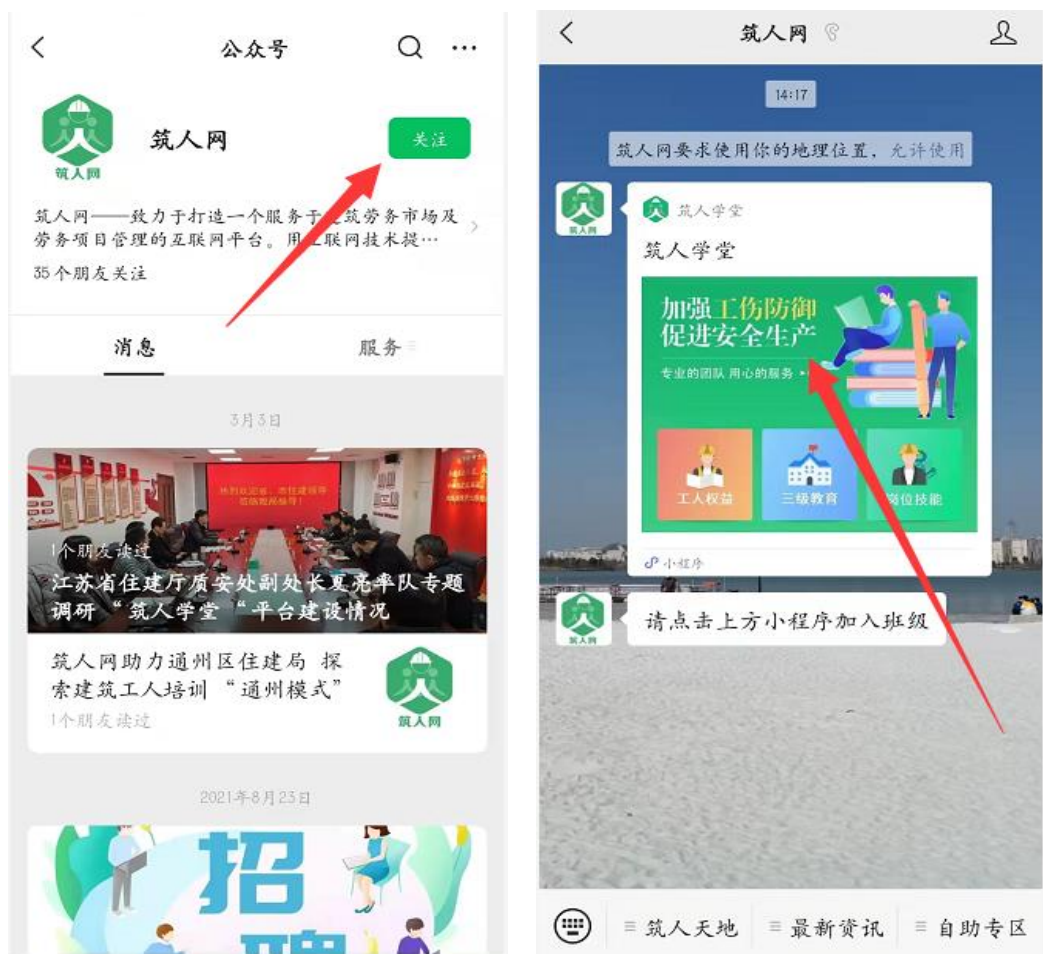 公众号
筑人网
筑人网
关注
筑人网——致力于打造一个服务于建筑劳务市场及
劳务项目管理的互联网平台。用互联网技术提…
35个朋友关注
消息
服务
3月3日
1个朋友读过
江苏省住建厅质安处副处长夏亮率队专题
调研“筑人学堂“平台建设情况
筑人网助力通州区住建局 探
索建筑工人培训“通州模式”
1个朋友读过
筑人网
2021年8月23日
招
聘
筑人网
14:17
筑人网要求使用你的地理位置，允许使用
筑人网
筑人学堂
筑人学堂
加强工伤防御
促进安全生产
专业的团队 用心的服务
工人权益
三级教育
岗位技能
小程序
筑人网
请点击上方小程序加入班级
筑人天地
最新资讯
自助专区